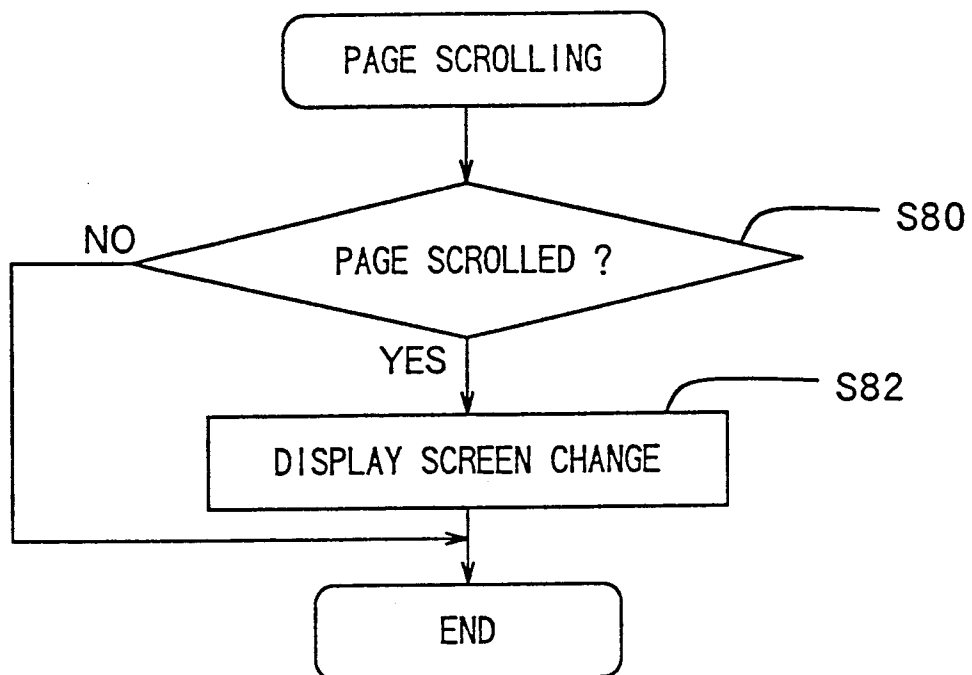 PAGE SCROLLING
S80
NO
PAGE SCROLLED ?
YES
S82
DISPLAY SCREEN CHANGE
END